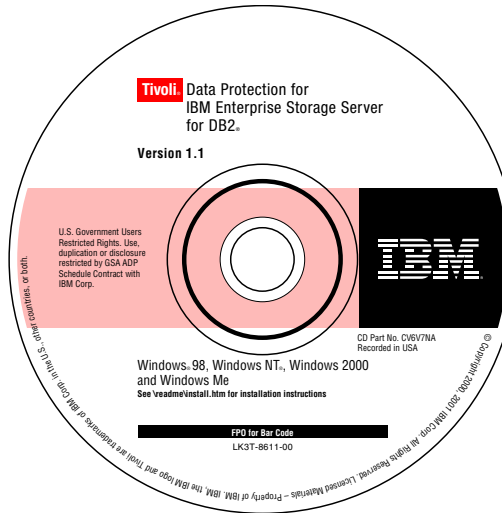 Tivoli® Data Protection for
IBM Enterprise Storage Server
for DB2®
Version 1.1
U.S. Government Users
Restricted Rights. Use,
duplication or disclosure
restricted by GSA ADP
Schedule Contract with
IBM Corp.
IBM
CD Part No. CV6V7NA
Recorded in USA
Windows® 98, Windows NT®, Windows 2000
and Windows Me
See \readme\install.htm for installation instructions
FPO for Bar Code
LK3T-8611-00
© Copyright 2000, 2001 IBM Corp. All Rights Reserved. Licensed Materials – Property of IBM. IBM, the IBM logo and Tivoli are trademarks of IBM Corp. in the U.S., other countries, or both.